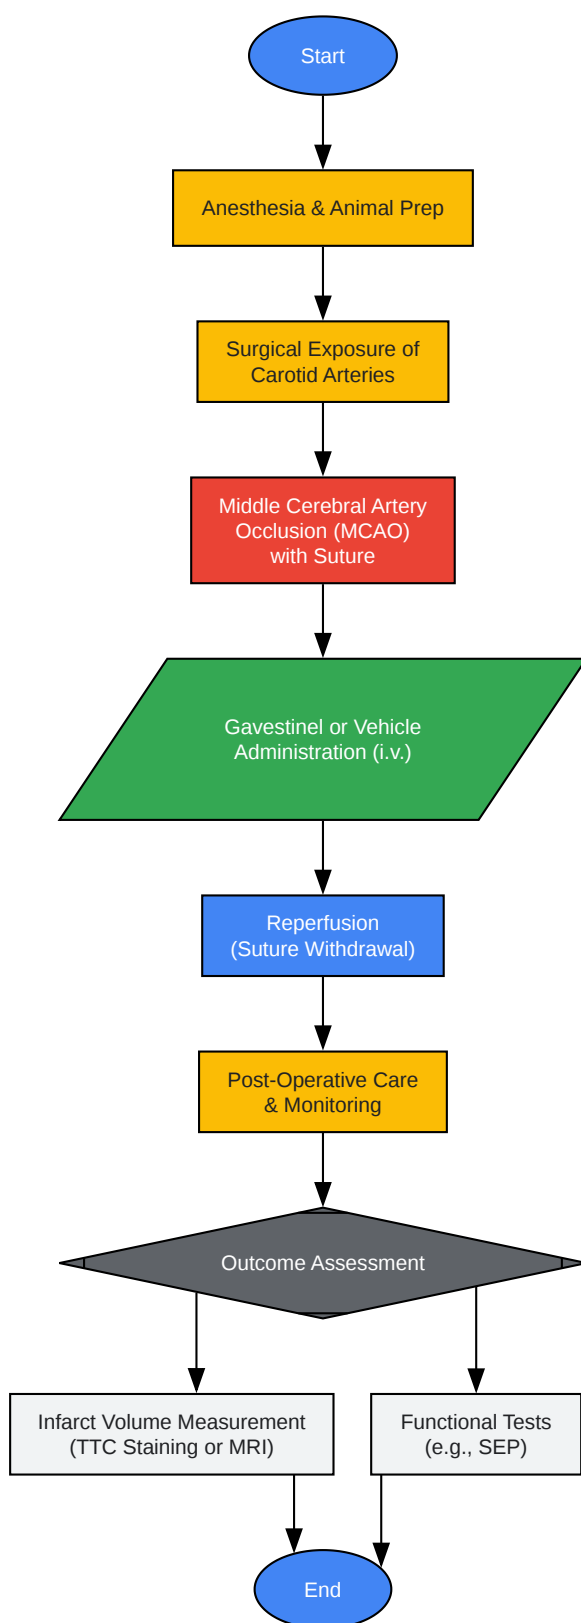 Start
Anesthesia & Animal Prep
Surgical Exposure of
Carotid Arteries
Middle Cerebral Artery
Occlusion (MCAO)
with Suture
Gavestinel or Vehicle
Administration (i.v.)
Reperfusion
(Suture Withdrawal)
Post-Operative Care
& Monitoring
Outcome Assessment
Infarct Volume Measurement
(TTC Staining or MRI)
Functional Tests
(e.g., SEP)
End